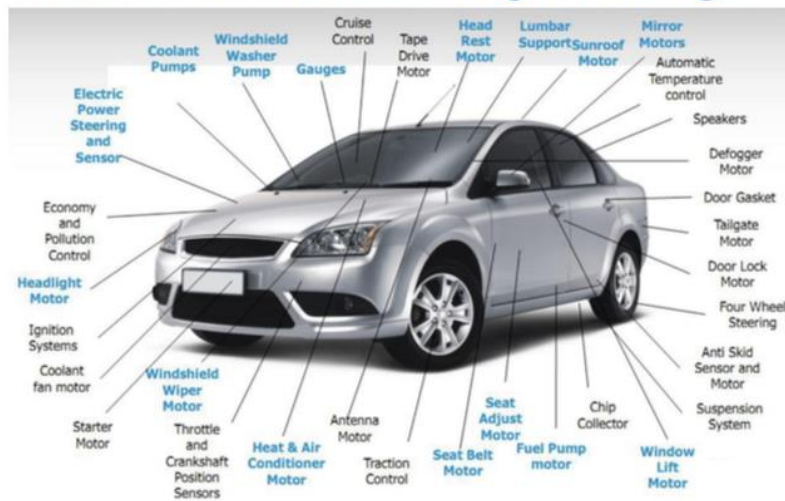 Cruise
Control
Windshield
Washer
Pump
Coolant
Pumps
Gauges
Tape
Drive
Motor
Head
Rest
Motor
Lumbar
Support
Sunroof
Motor
Mirror
Motors
Automatic
Temperature
control
Speakers
Defogger
Motor
Door Gasket
Tailgate
Motor
Door Lock
Motor
Four Wheel
Steering
Anti Skid
Sensor and
Motor
Suspension
System
Window
Lift
Motor
Chip
Collector
Fuel Pump
motor
Seat
Adjust
Motor
Seat Belt
Motor
Traction
Control
Antenna
Motor
Heat & Air
Conditioner
Motor
Throttle
and
Crankshaft
Position
Sensors
Windshield
Wiper
Motor
Starter
Motor
Coolant
fan motor
Ignition
Systems
Headlight
Motor
Economy
and
Pollution
Control
Electric
Power
Steering
and
Sensor